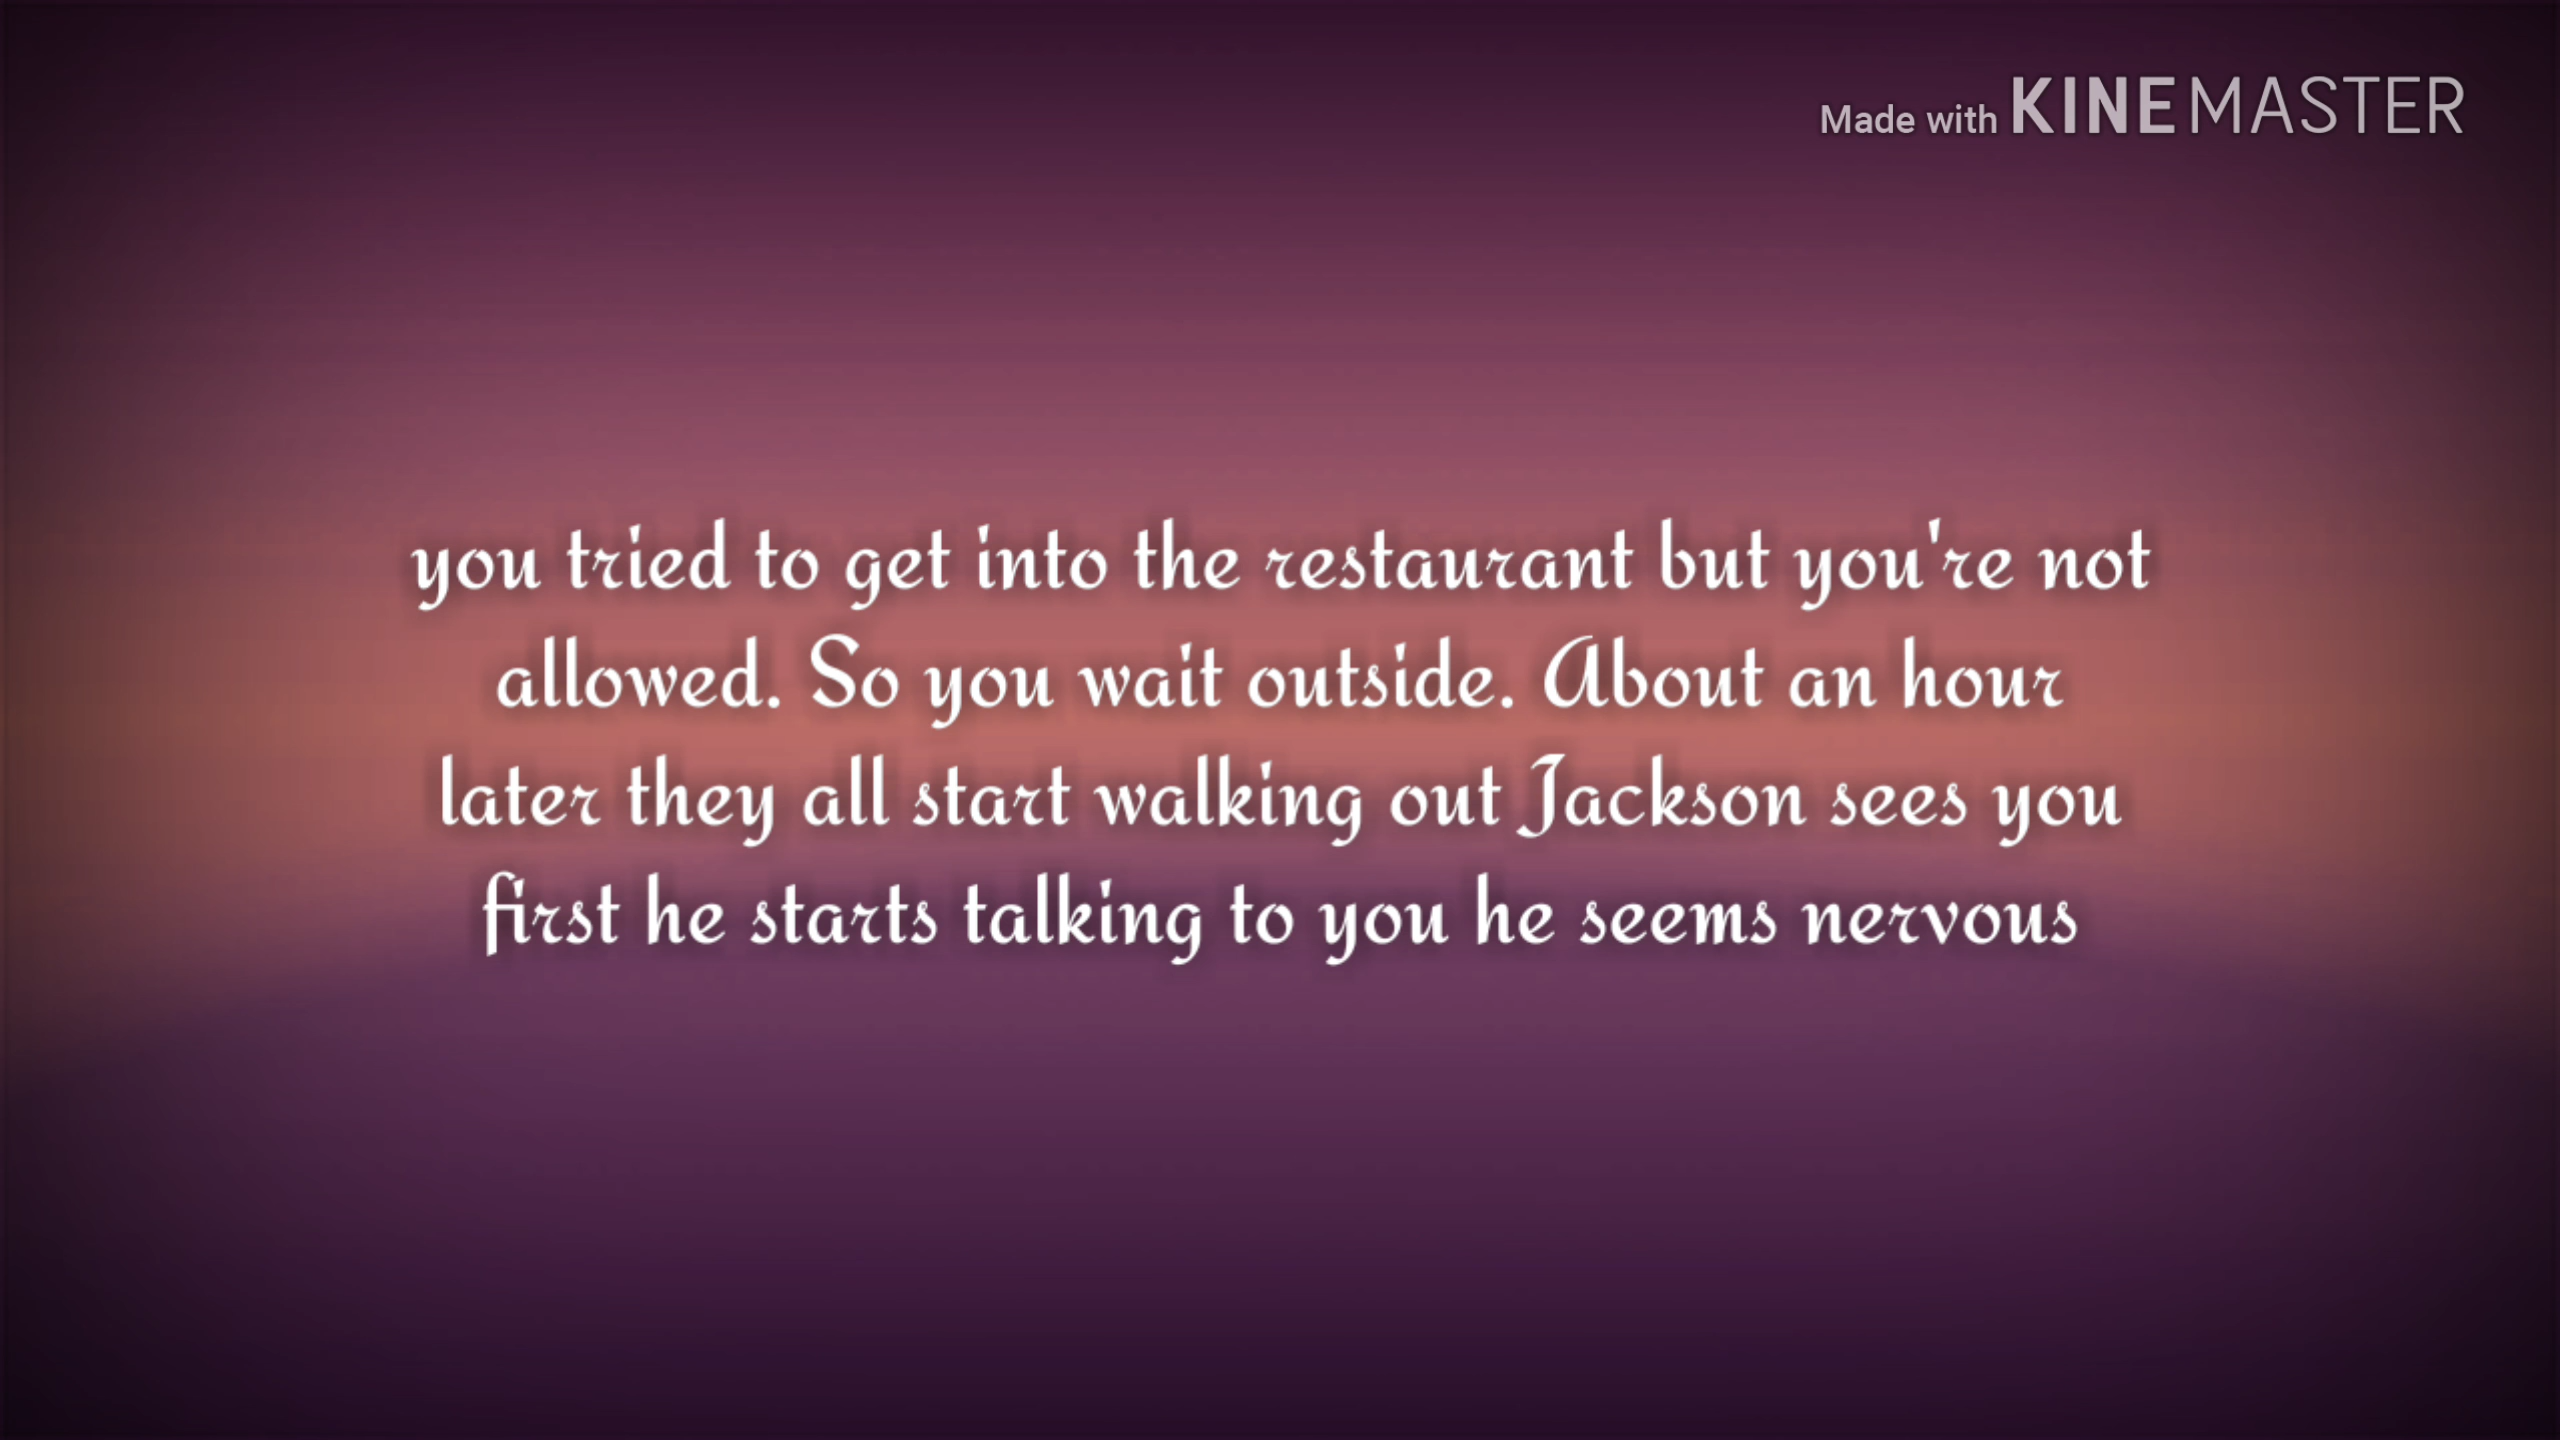 Made with KINEMASTER
you tried to get into the restaurant but you're not
allowed. So you wait outside. About an hour
later they all start walking out Jackson sees you
first he starts talking to you he seems nervous